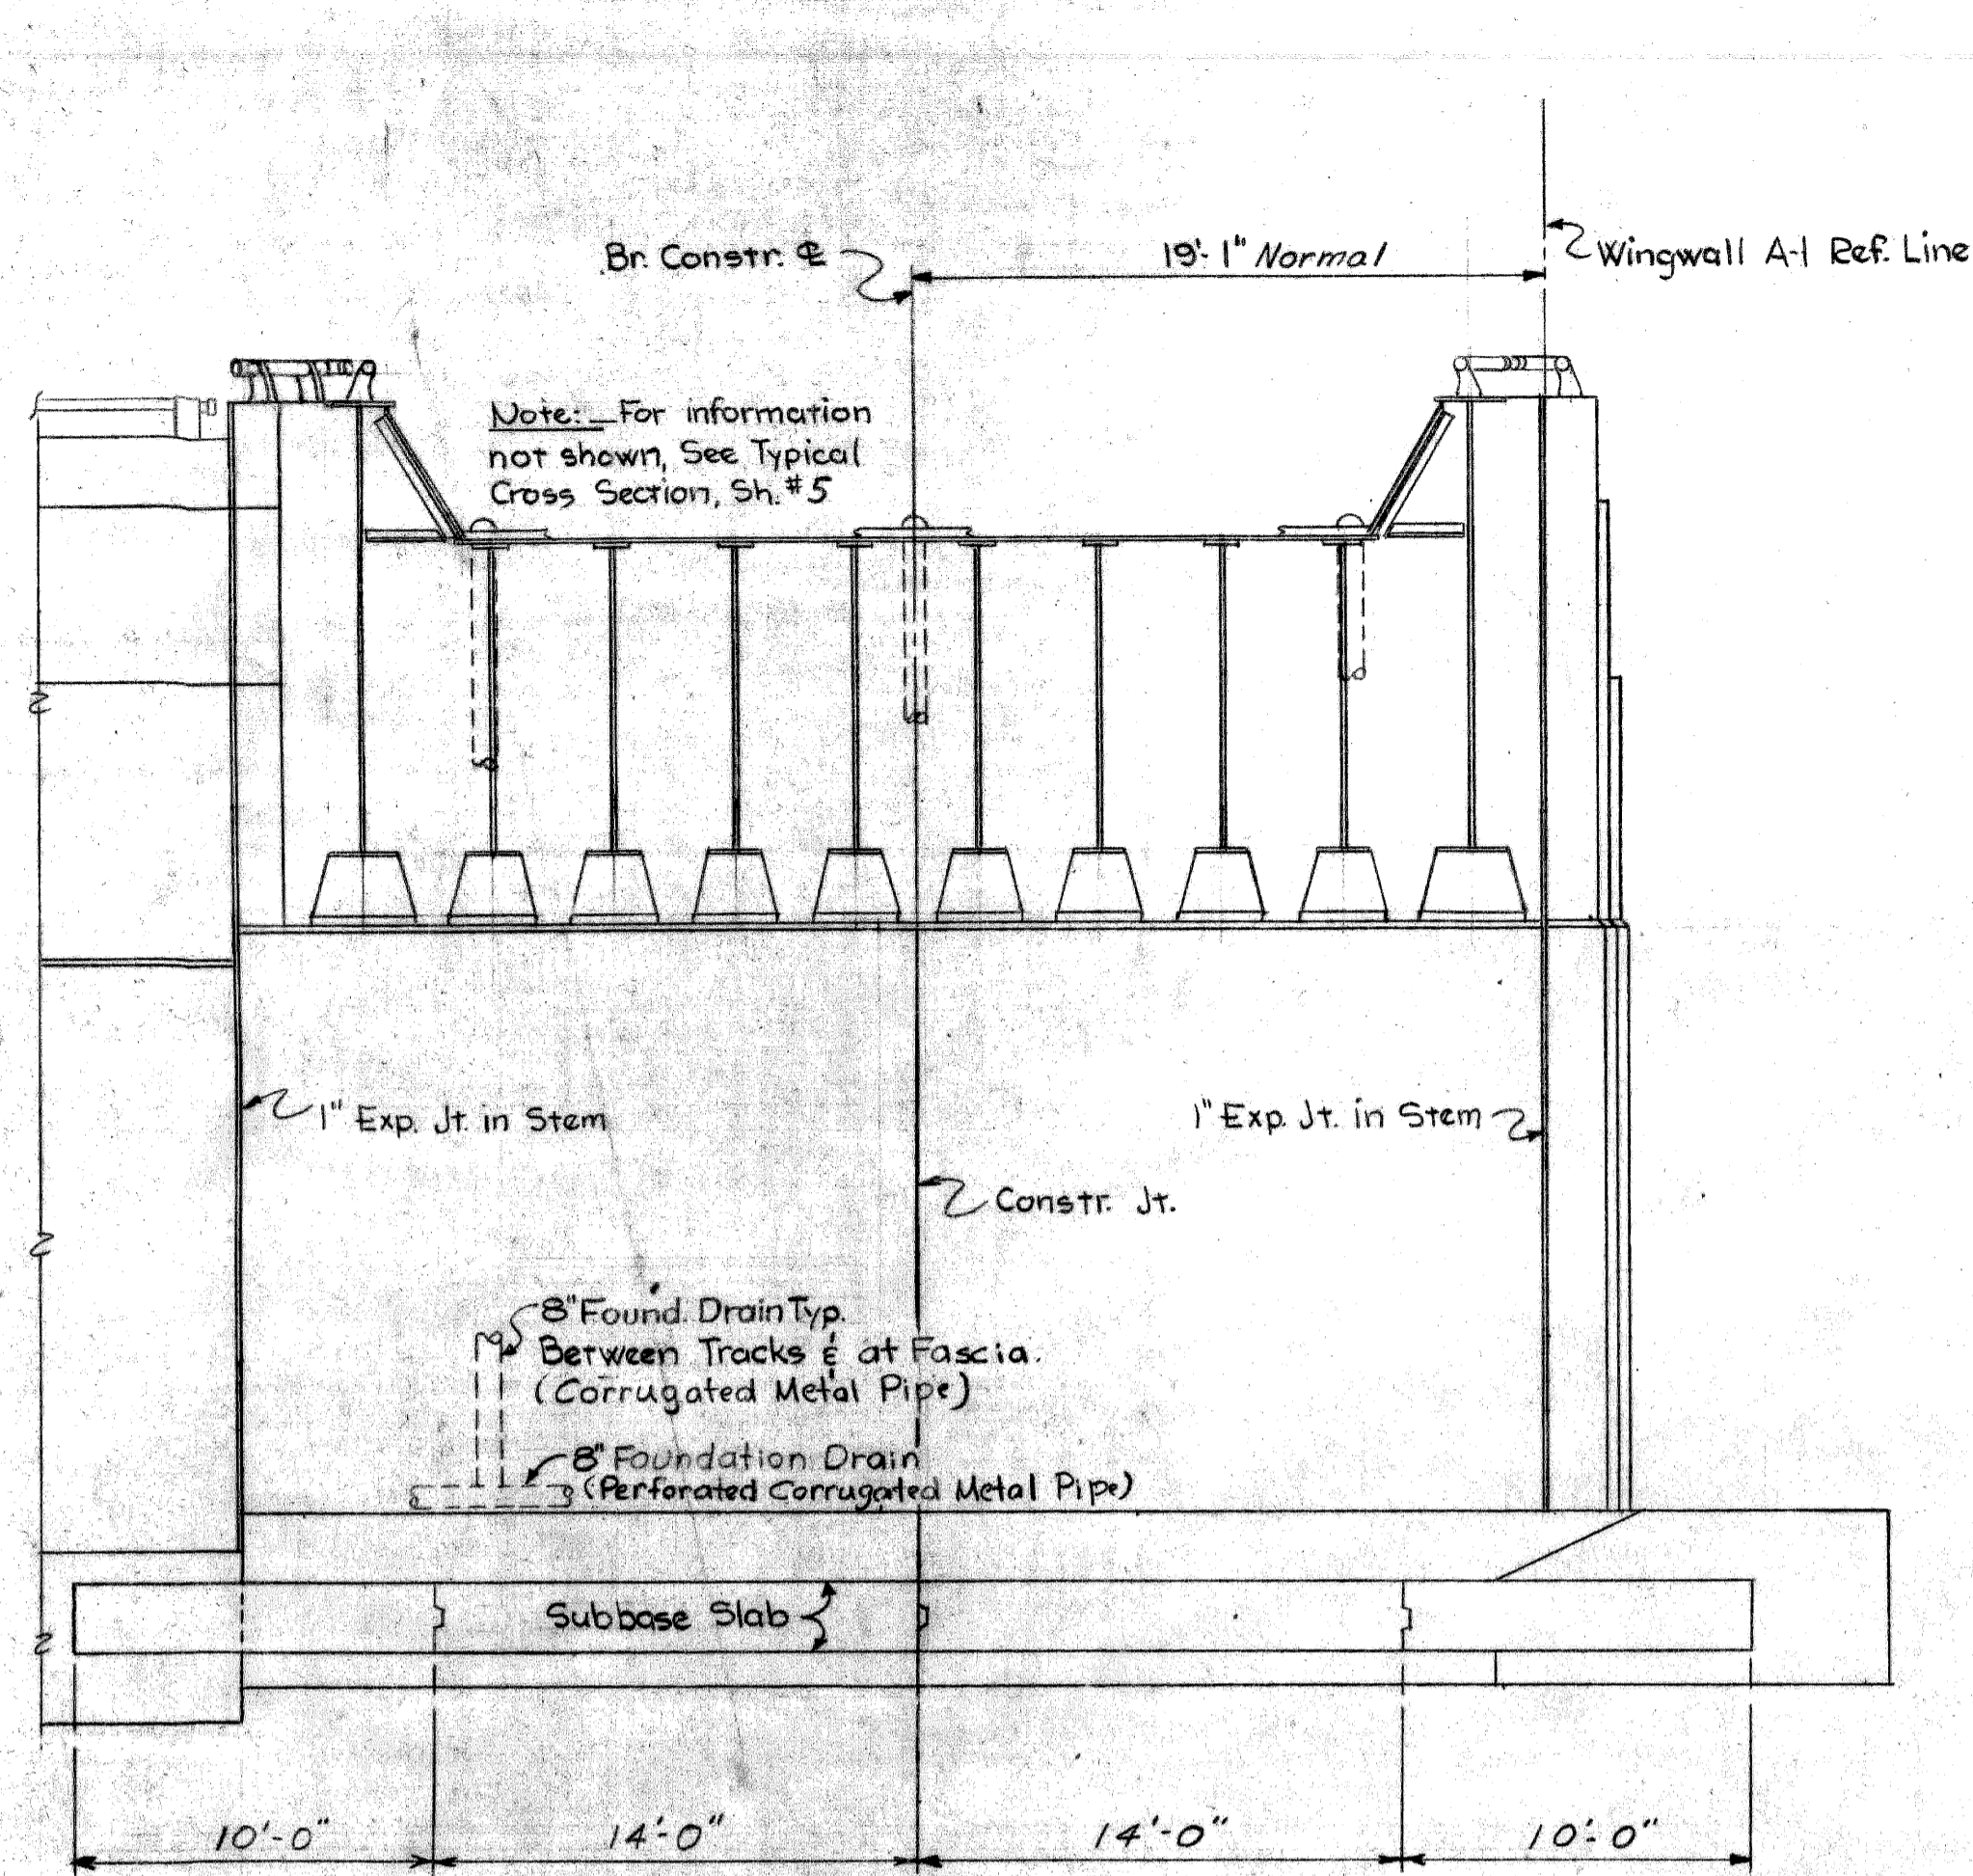 Br. Constr. ℄
19'-1" Normal
Wingwall A-1 Ref. Line
Note: For information
not shown, See Typical
Cross Section, Sh. #5
1" Exp. Jt. in Stem
1" Exp. Jt. in Stem
Constr. Jt.
8" Found. Drain Typ.
Between Tracks & at Fascia.
(Corrugated Metal Pipe)
8" Foundation Drain
(Perforated Corrugated Metal Pipe)
Subbase Slab
10'-0"
14'-0"
14'-0"
10'-0"